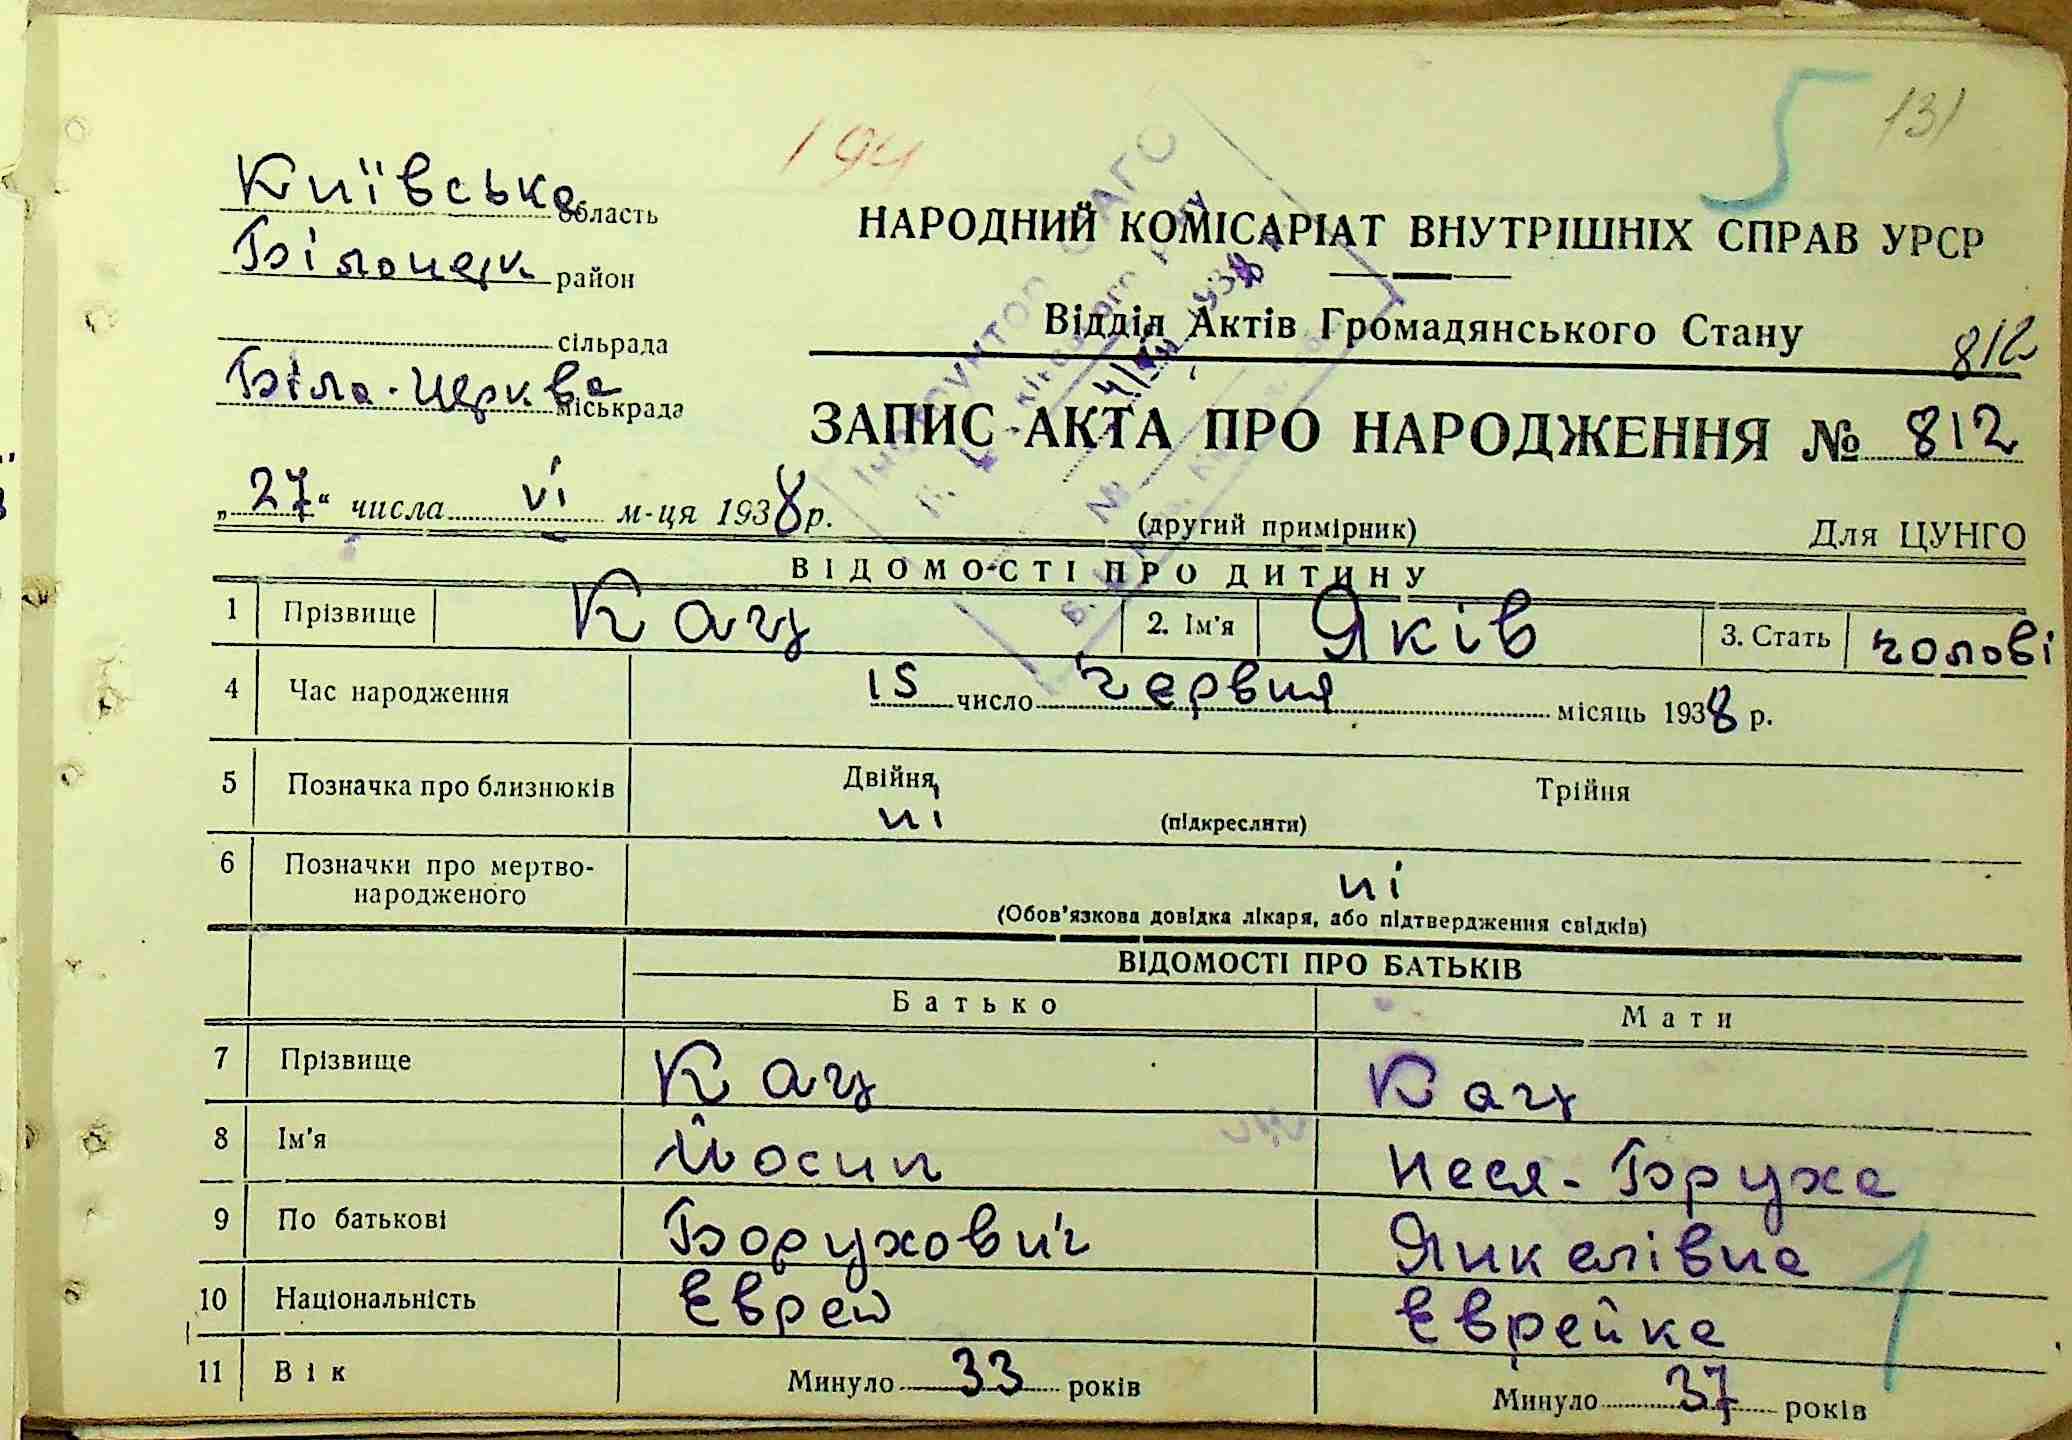 5 131
194
Київська область
НАРОДНИЙ КОМІСАРІАТ ВНУТРІШНІХ СПРАВ УРСР
Білоцерк район
Відділ Актів Громадянського Стану
812
сільрада
Біла-Церква міськрада
ЗАПИС АКТА ПРО НАРОДЖЕННЯ № 812
„27“ числа VI м-ця 1938 р.
(другий примірник) Для ЦУНГО
ВІДОМОСТІ ПРО ДИТИНУ
1 Прізвище Кац 2. Ім'я Яків 3. Стать чолові
4 Час народження 15 число червня місяць 1938 р.
5 Позначка про близнюків Двійня Трійня
ні (підкреслити)
6 Позначки про мертво-
народженого ні
(Обов'язкова довідка лікаря, або підтвердження свідків)
ВІДОМОСТІ ПРО БАТЬКІВ
Батько Мати
7 Прізвище Кац Кац
8 Ім'я Йосип Неся-Бруха
9 По батькові Борухович Янкелівна
10 Національність Єврей Єврейка
1
11 Вік Минуло 33 років Минуло 37 років